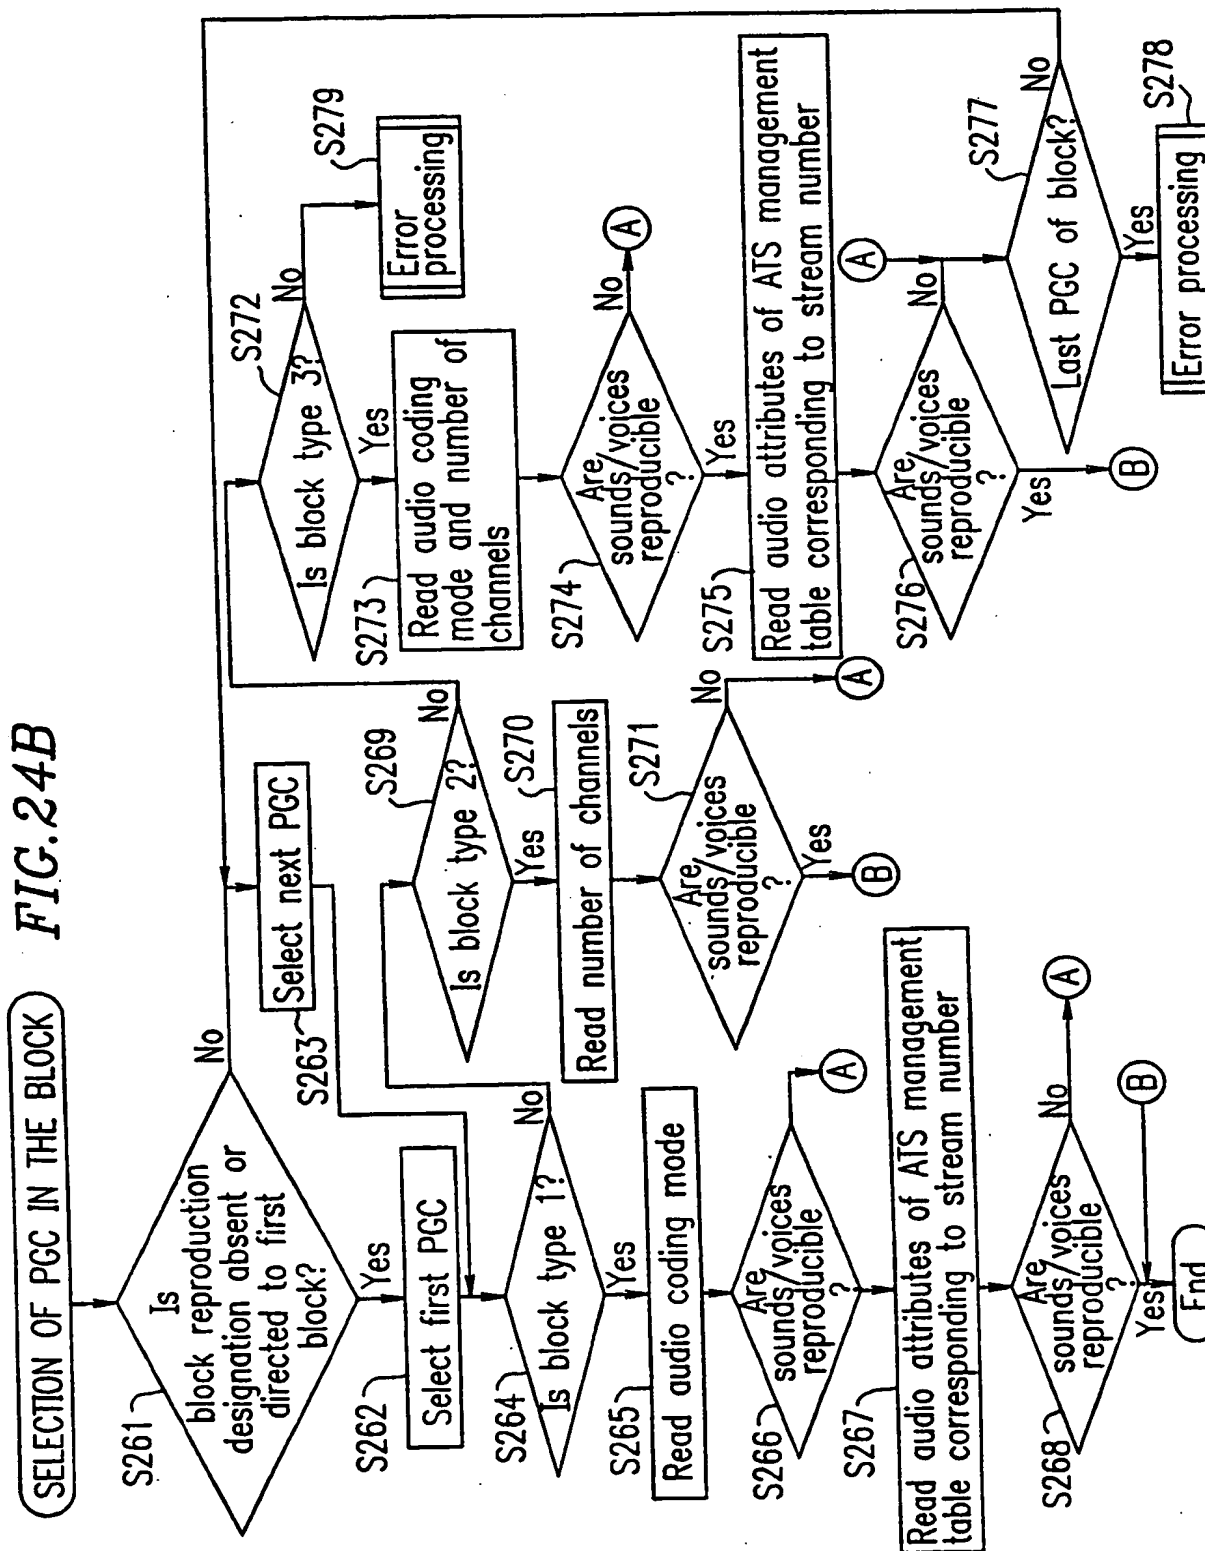 FIG.24B
SELECTION OF PGC IN THE BLOCK
S261
Is
block reproduction
designation absent or
directed to first
block?
No
Yes
S262
Select first PGC
S263
Select next PGC
S264
Is block type 1?
No
Yes
S265
Read audio coding mode
S266
Are
sounds/voices
reproducible
?
A
S267
Read audio attributes of ATS management
table corresponding to stream number
S268
Are
sounds/voices
reproducible
?
No
A
Yes
B
End
S269
Is block type 2?
No
Yes
S270
Read number of channels
S271
Are
sounds/voices
reproducible
?
No
A
Yes
B
S272
Is block type 3?
No
S279
Error
processing
Yes
S273
Read audio coding
mode and number of
channels
S274
Are
sounds/voices
reproducible
?
No
A
Yes
S275
Read audio attributes of ATS management
table corresponding to stream number
S276
Are
sounds/voices
reproducible
?
No
A
Yes
B
S277
Last PGC of block?
No
Yes
S278
Error processing